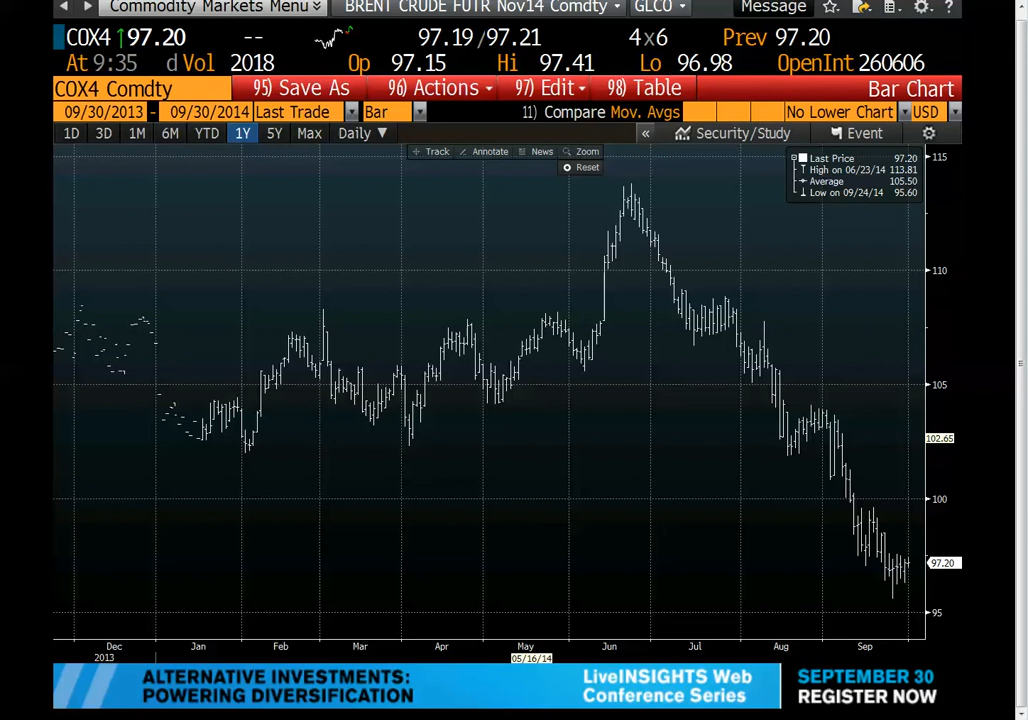 Commodity Markets Menu BRENT CRUDE FUTR Nov14 Comdty GLCO Message ?
COX4 ↑97.20 -- 97.19 /97.21 4x6 Prev 97.20
At 9:35 d Vol 2018 Op 97.15 Hi 97.41 Lo 96.98 OpenInt 260606
COX4 Comdty 95) Save As 96) Actions 97) Edit 98) Table Bar Chart
09/30/2013 - 09/30/2014 Last Trade Bar 11) Compare Mov. Avgs No Lower Chart USD
1D 3D 1M 6M YTD 1Y 5Y Max Daily ▼ « Security/Study Event
Track Annotate News Zoom
Reset
Last Price 97.20
High on 06/23/14 113.81
Average 105.50
Low on 09/24/14 95.60
115
110
105
102.65
100
97.20
95
Dec Jan Feb Mar Apr May Jun Jul Aug Sep
2013 05/16/14
ALTERNATIVE INVESTMENTS: LiveINSIGHTS Web SEPTEMBER 30
POWERING DIVERSIFICATION Conference Series REGISTER NOW